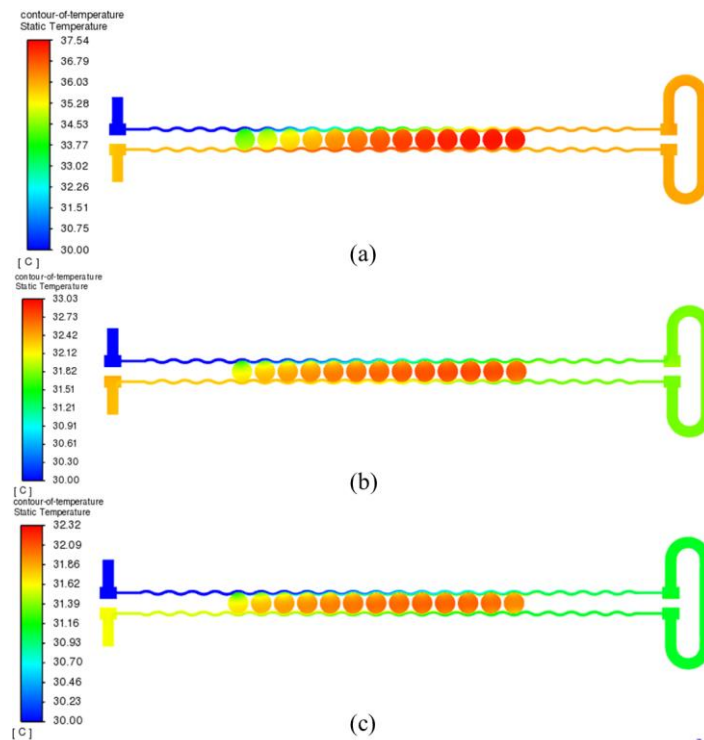 contour-of-temperature
Static Temperature
37.54
36.79
36.03
35.28
34.53
33.77
33.02
32.26
31.51
30.75
30.00
[ C ]
(a)
contour-of-temperature
Static Temperature
33.03
32.73
32.42
32.12
31.82
31.51
31.21
30.91
30.61
30.30
30.00
[ C ]
(b)
contour-of-temperature
Static Temperature
32.32
32.09
31.86
31.62
31.39
31.16
30.93
30.70
30.46
30.23
30.00
[ C ]
(c)